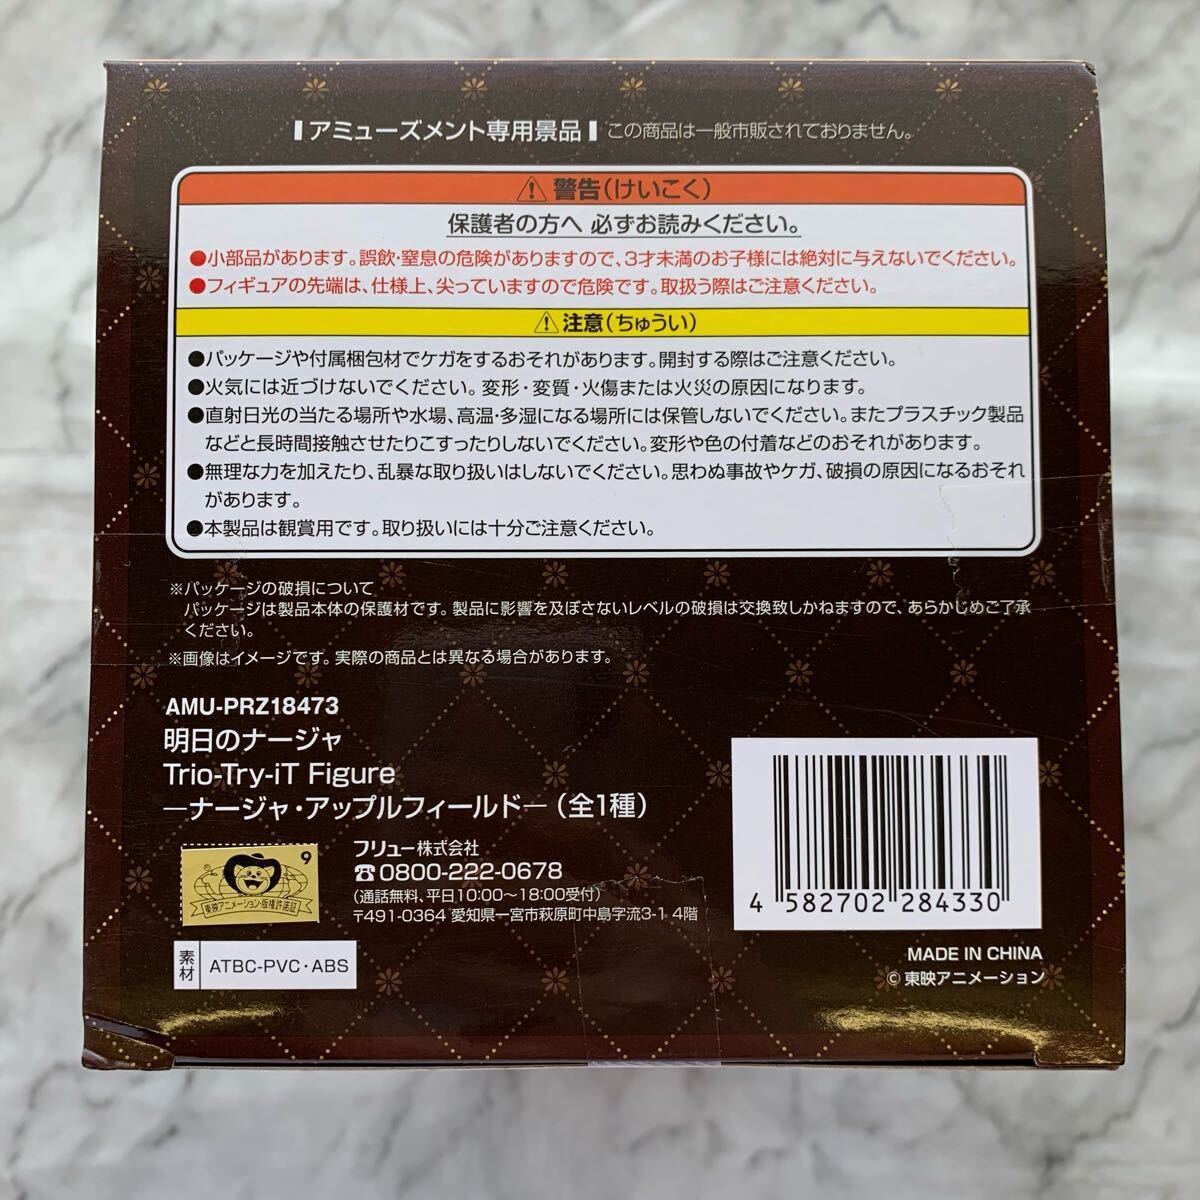 アミューズメント専用景品 この商品は一般市販されておりません。
警告(けいこく)
保護者の方へ 必ずお読みください。
●小部品があります。誤飲・窒息の危険がありますので、3才未満のお子様には絶対に与えないでください。
●フィギュアの先端は、仕様上、尖っていますので危険です。取扱う際はご注意ください。
注意(ちゅうい)
●パッケージや付属梱包材でケガをするおそれがあります。開封する際はご注意ください。
●火気には近づけないでください。変形・変質・火傷または火災の原因になります。
●直射日光の当たる場所や水場、高温・多湿になる場所には保管しないでください。またプラスチック製品
などと長時間接触させたりこすったりしないでください。変形や色の付着などのおそれがあります。
●無理な力を加えたり、乱暴な取り扱いはしないでください。思わぬ事故やケガ、破損の原因になるおそれ
があります。
●本製品は観賞用です。取り扱いには十分ご注意ください。
※パッケージの破損について
パッケージは製品本体の保護材です。製品に影響を及ぼさないレベルの破損は交換致しかねますので、あらかじめご了承
ください。
※画像はイメージです。実際の商品とは異なる場合があります。
AMU-PRZ18473
明日のナージャ
Trio-Try-iT Figure
―ナージャ・アップルフィールド―(全1種)
9
東映アニメーション・版権許諾証
フリュー株式会社
☎0800-222-0678
(通話無料、平日10:00〜18:00受付)
〒491-0364 愛知県一宮市萩原町中島字流3-1 4階
素材 ATBC-PVC・ABS
4 582702 284330
MADE IN CHINA
© 東映アニメーション